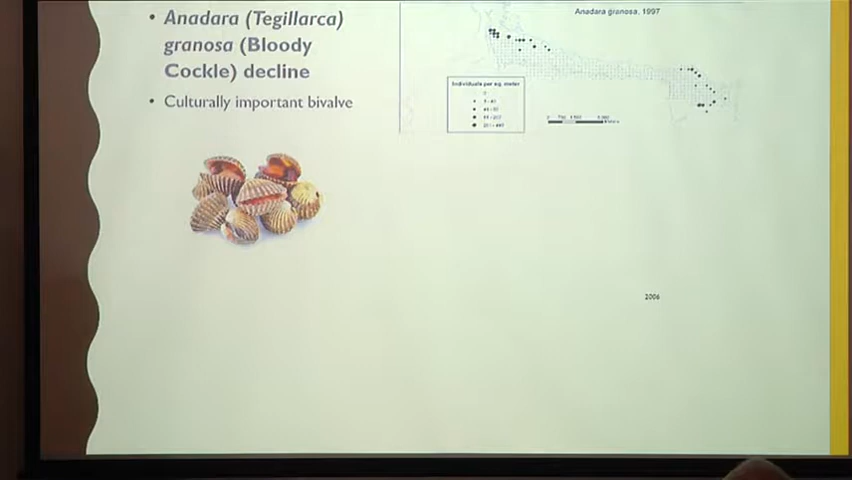 • Anadara (Tegillarca)
granosa (Bloody
Cockle) decline
• Culturally important bivalve
Anadara granosa, 1997
Individuals per sq. meter
2006